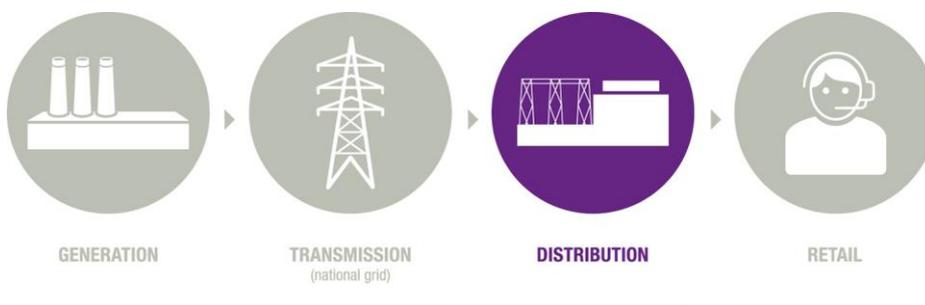 GENERATION
TRANSMISSION
(national grid)
DISTRIBUTION
RETAIL